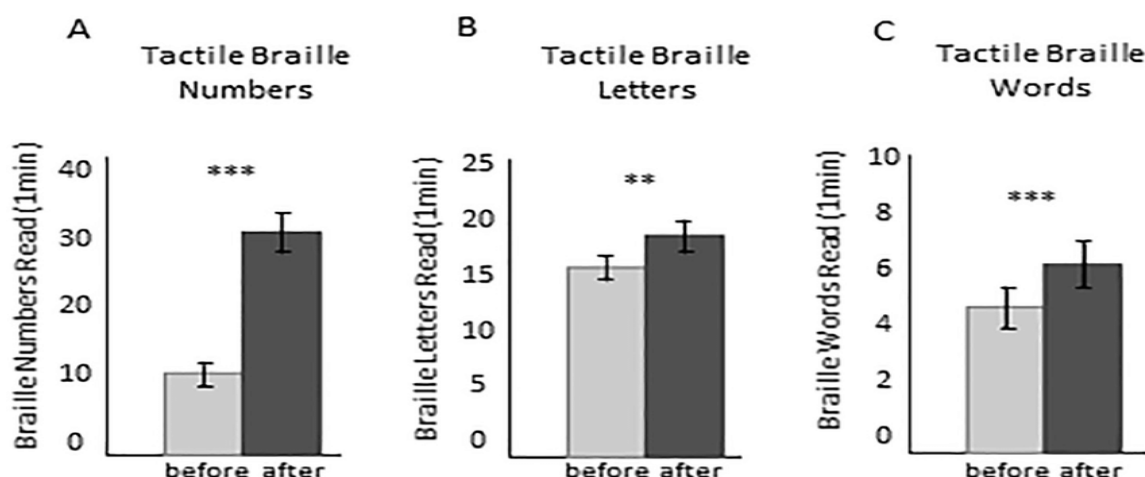 A
Tactile Braille
Numbers
Braille Numbers Read (1min)
40
30
20
10
0
***
before after
B
Tactile Braille
Letters
Braille Letters Read (1min)
25
20
15
10
5
0
**
before after
C
Tactile Braille
Words
Braille Words Read (1min)
10
8
6
4
2
0
***
before after